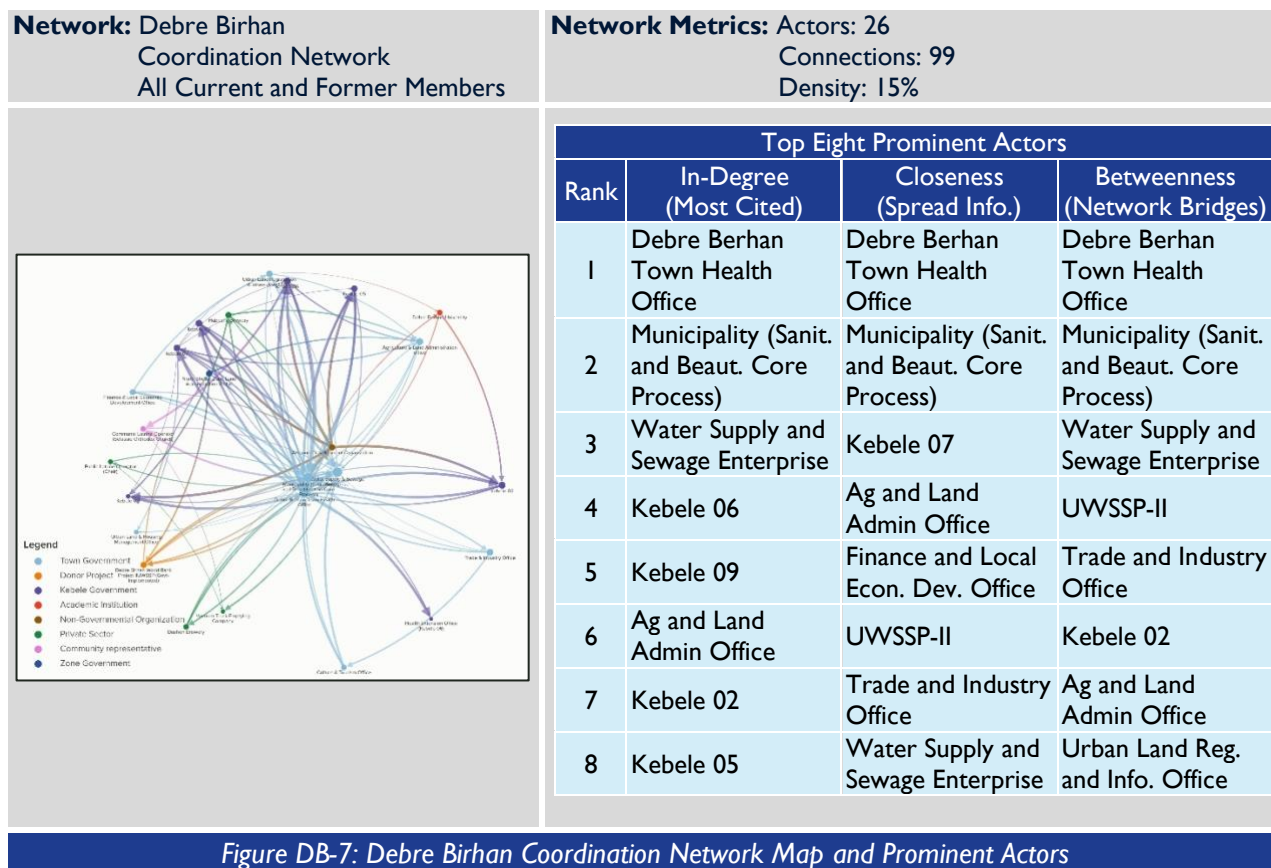 Network: Debre Birhan
Coordination Network
All Current and Former Members
Network Metrics: Actors: 26
Connections: 99
Density: 15%
Trade & Industry Office
Kebele 02
Legend
Town Government
Donor Project
Kebele Government
Academic Institution
Non-Governmental Organization
Private Sector
Community representative
Zone Government
Top Eight Prominent Actors
Rank
In-Degree
(Most Cited)
Closeness
(Spread Info.)
Betweenness
(Network Bridges)
1
Debre Berhan
Town Health
Office
Debre Berhan
Town Health
Office
Debre Berhan
Town Health
Office
2
Municipality (Sanit.
and Beaut. Core
Process)
Municipality (Sanit.
and Beaut. Core
Process)
Municipality (Sanit.
and Beaut. Core
Process)
3
Water Supply and
Sewage Enterprise
Kebele 07
Water Supply and
Sewage Enterprise
4
Kebele 06
Ag and Land
Admin Office
UWSSP-II
5
Kebele 09
Finance and Local
Econ. Dev. Office
Trade and Industry
Office
6
Ag and Land
Admin Office
UWSSP-II
Kebele 02
7
Kebele 02
Trade and Industry
Office
Ag and Land
Admin Office
8
Kebele 05
Water Supply and
Sewage Enterprise
Urban Land Reg.
and Info. Office
Figure DB-7: Debre Birhan Coordination Network Map and Prominent Actors